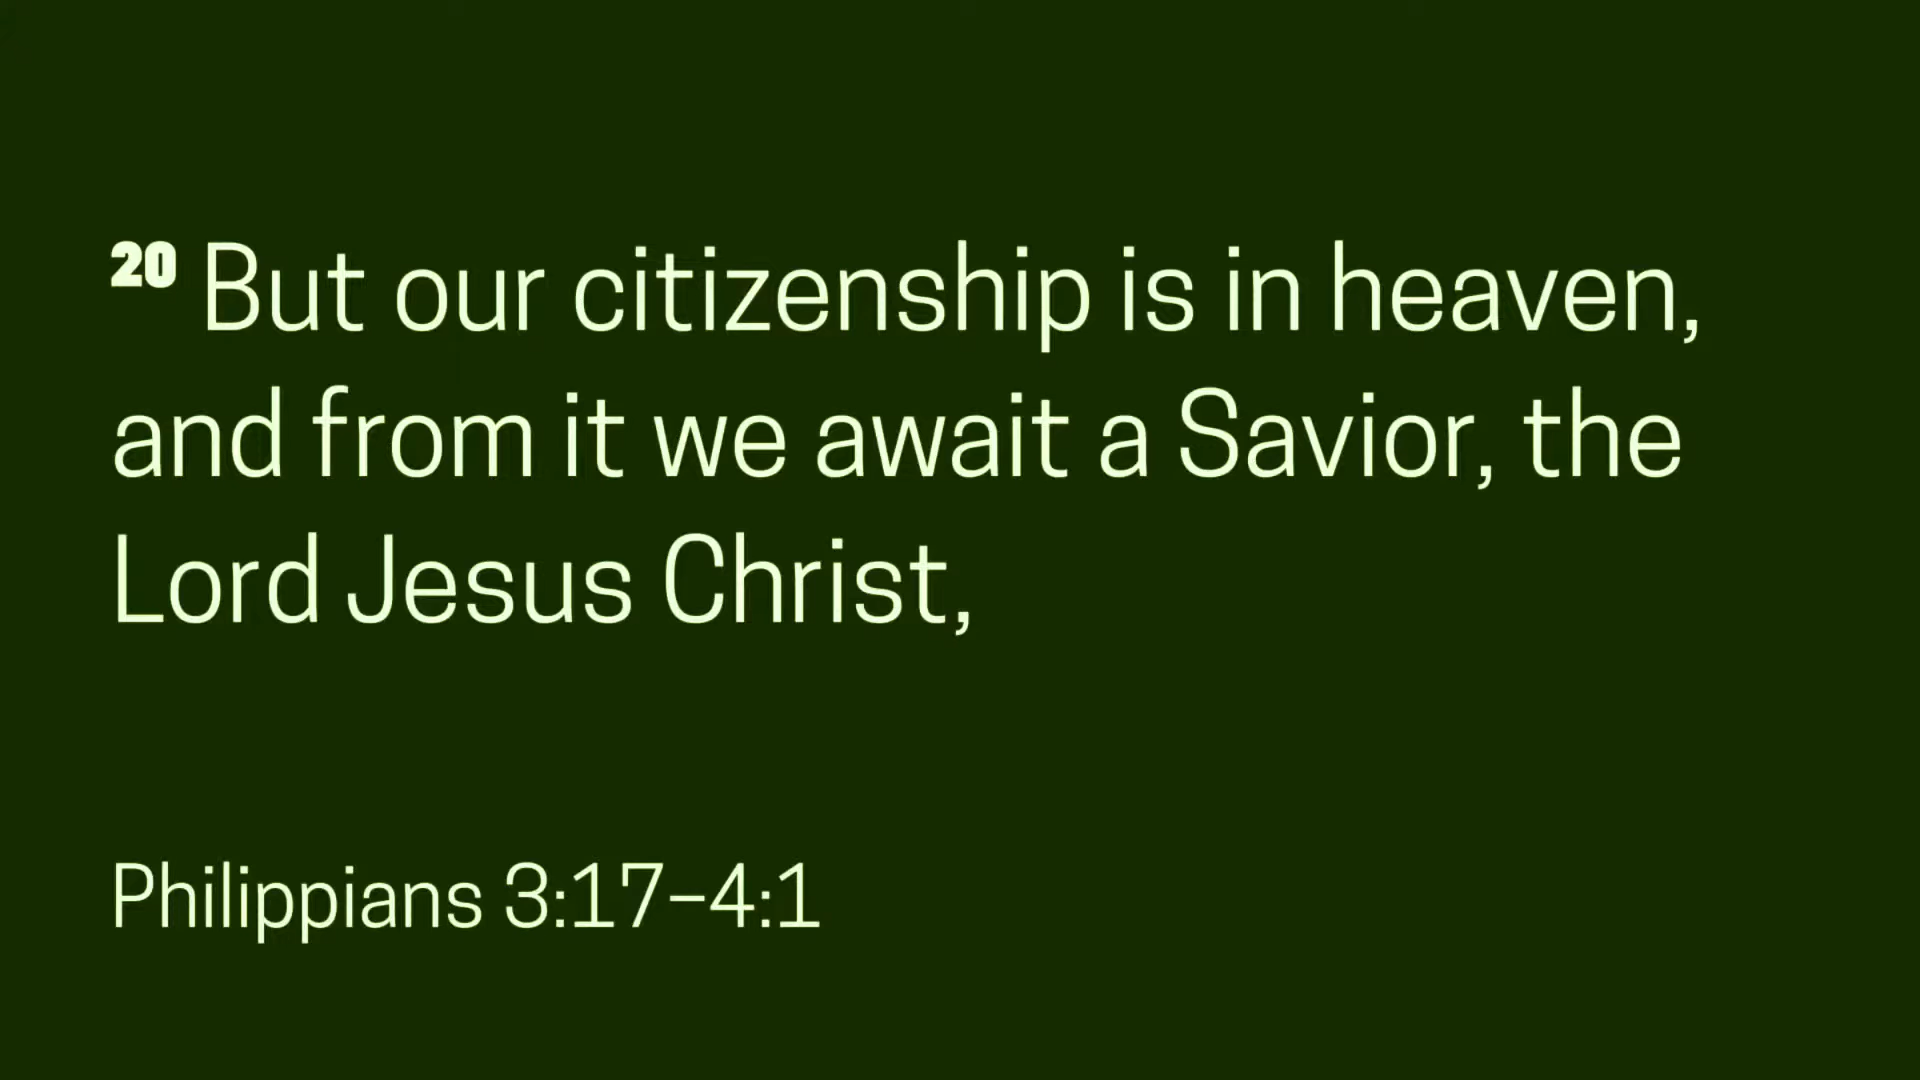 20 But our citizenship is in heaven,
and from it we await a Savior, the
Lord Jesus Christ,
Philippians 3:17–4:1